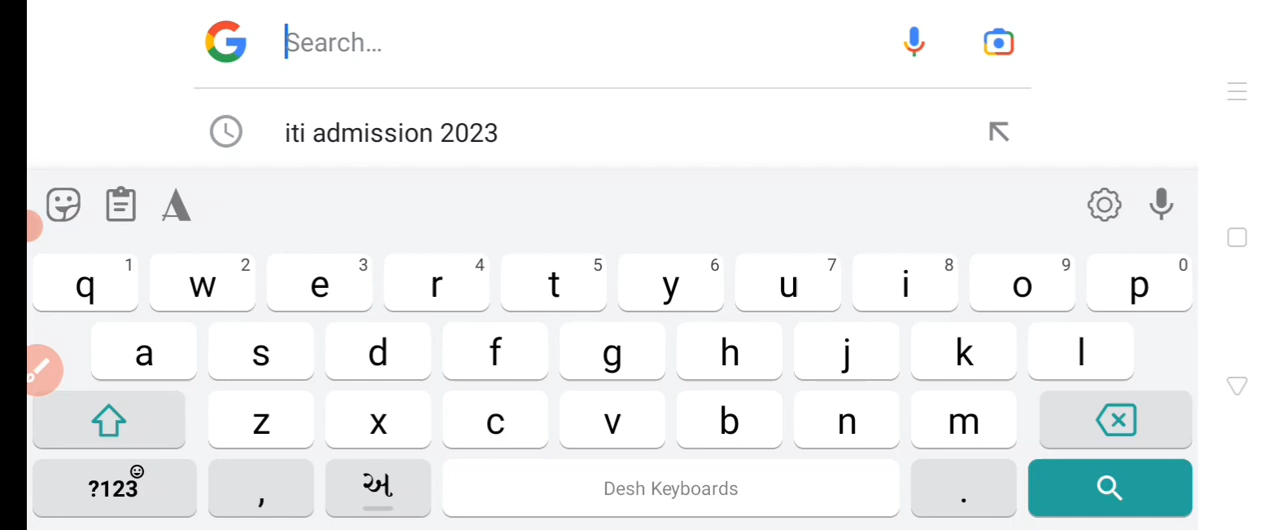 Search...
iti admission 2023
q 1 w 2 e 3 r 4 t 5 y 6 u 7 i 8 o 9 p 0
a s d f g h j k l
z x c v b n m
?123 , અ Desh Keyboards .